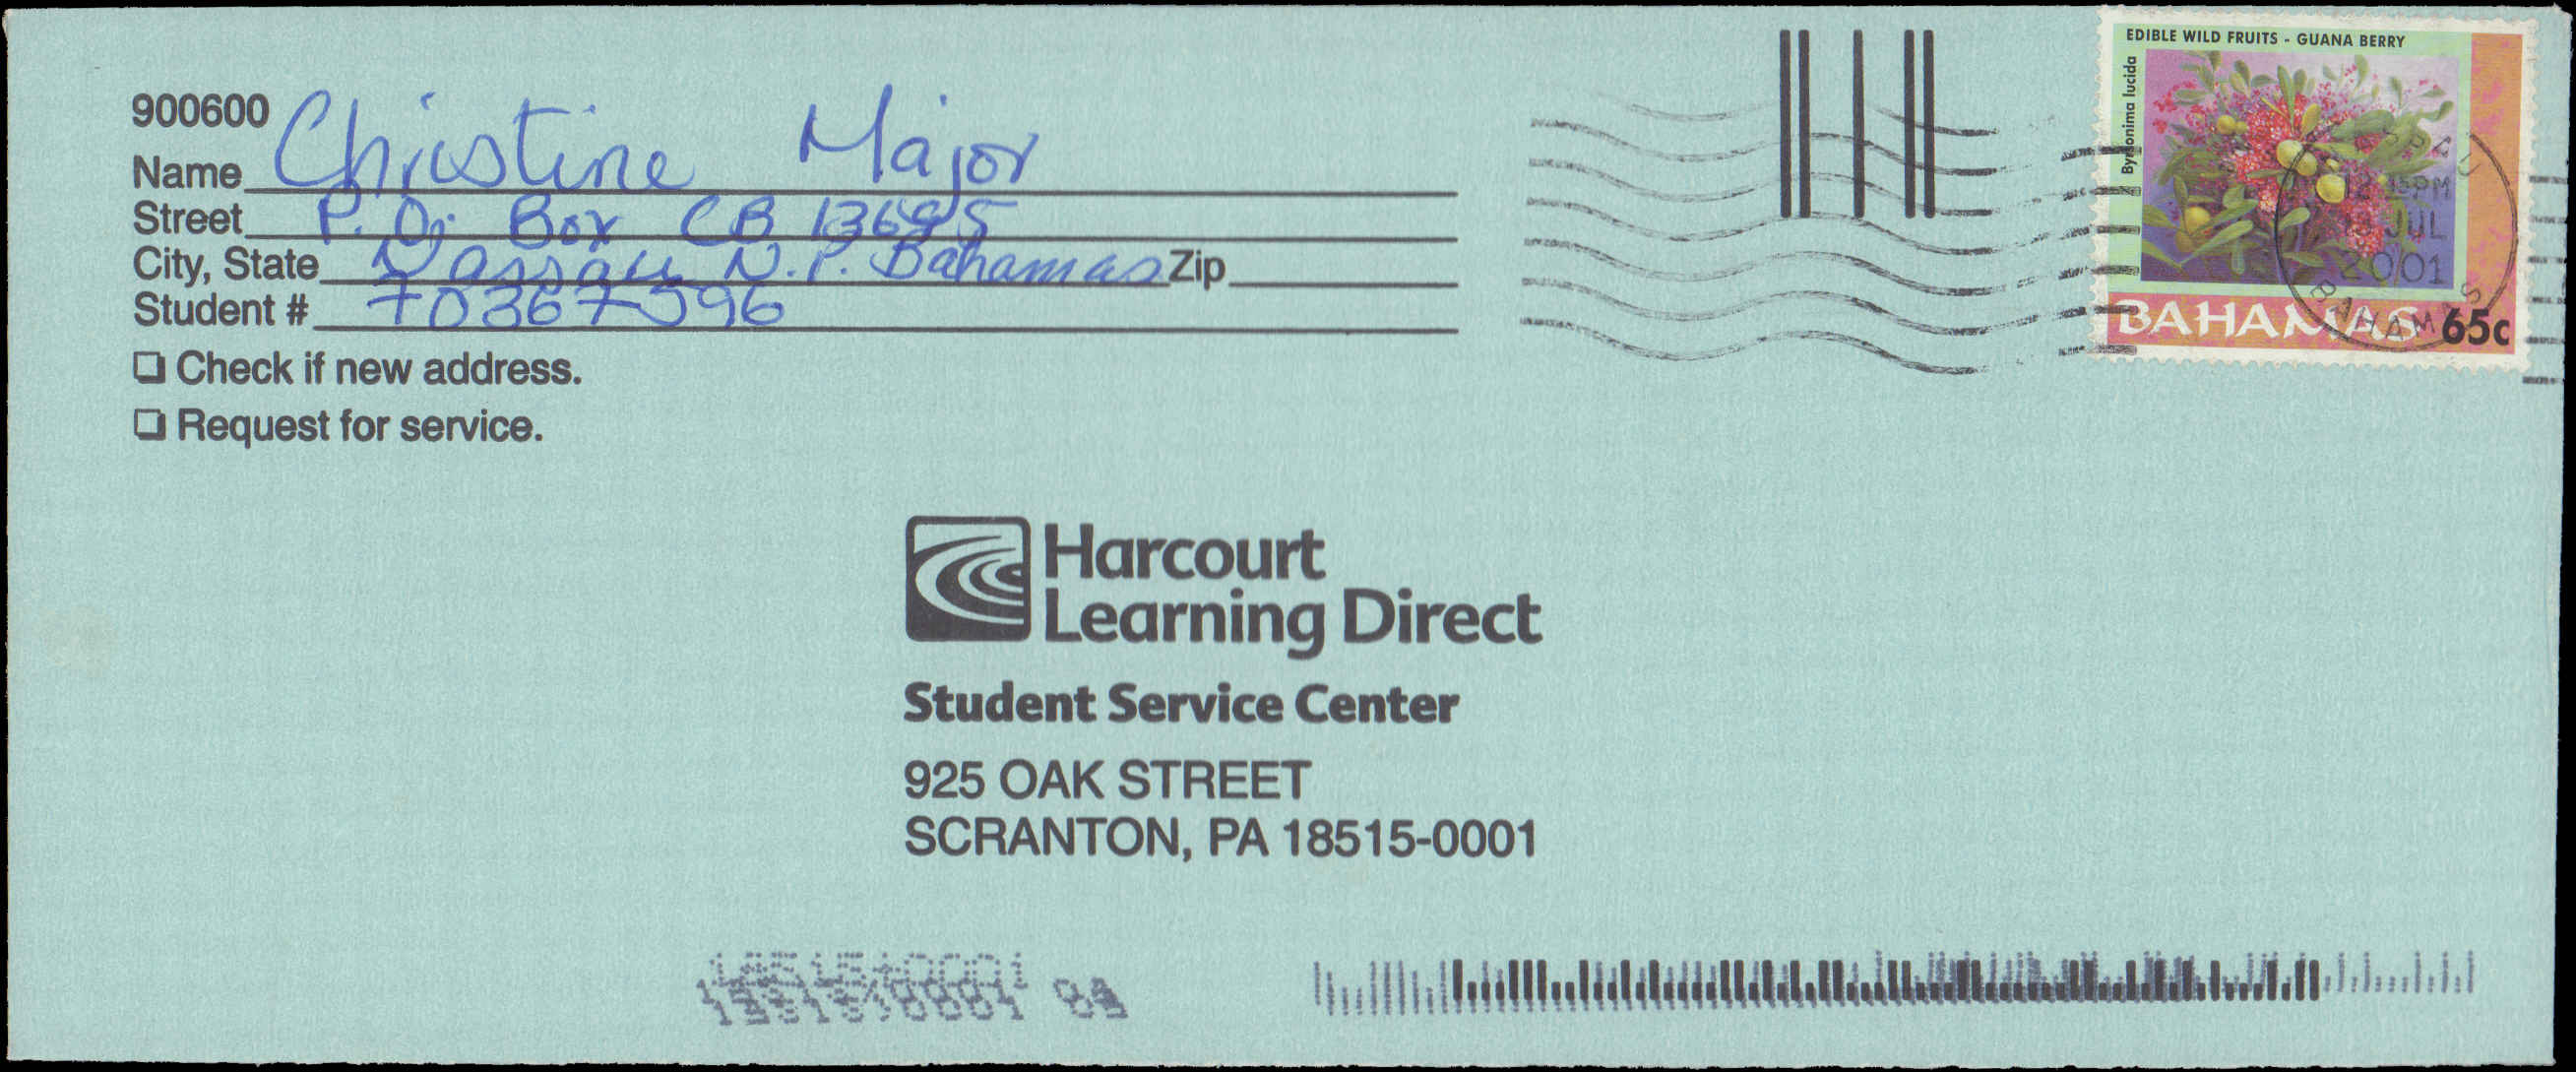 900600
Name Christine Major
Street P.O. Box CB 13695
City, State Nassau N.P. Bahamas Zip
Student # 70367596
Check if new address.
Request for service.
EDIBLE WILD FRUITS - GUANA BERRY
Byrsonima lucida
PM
JUL
2001
BAHAMAS
BAHAMAS 65c
Harcourt
Learning Direct
Student Service Center
925 OAK STREET
SCRANTON, PA 18515-0001